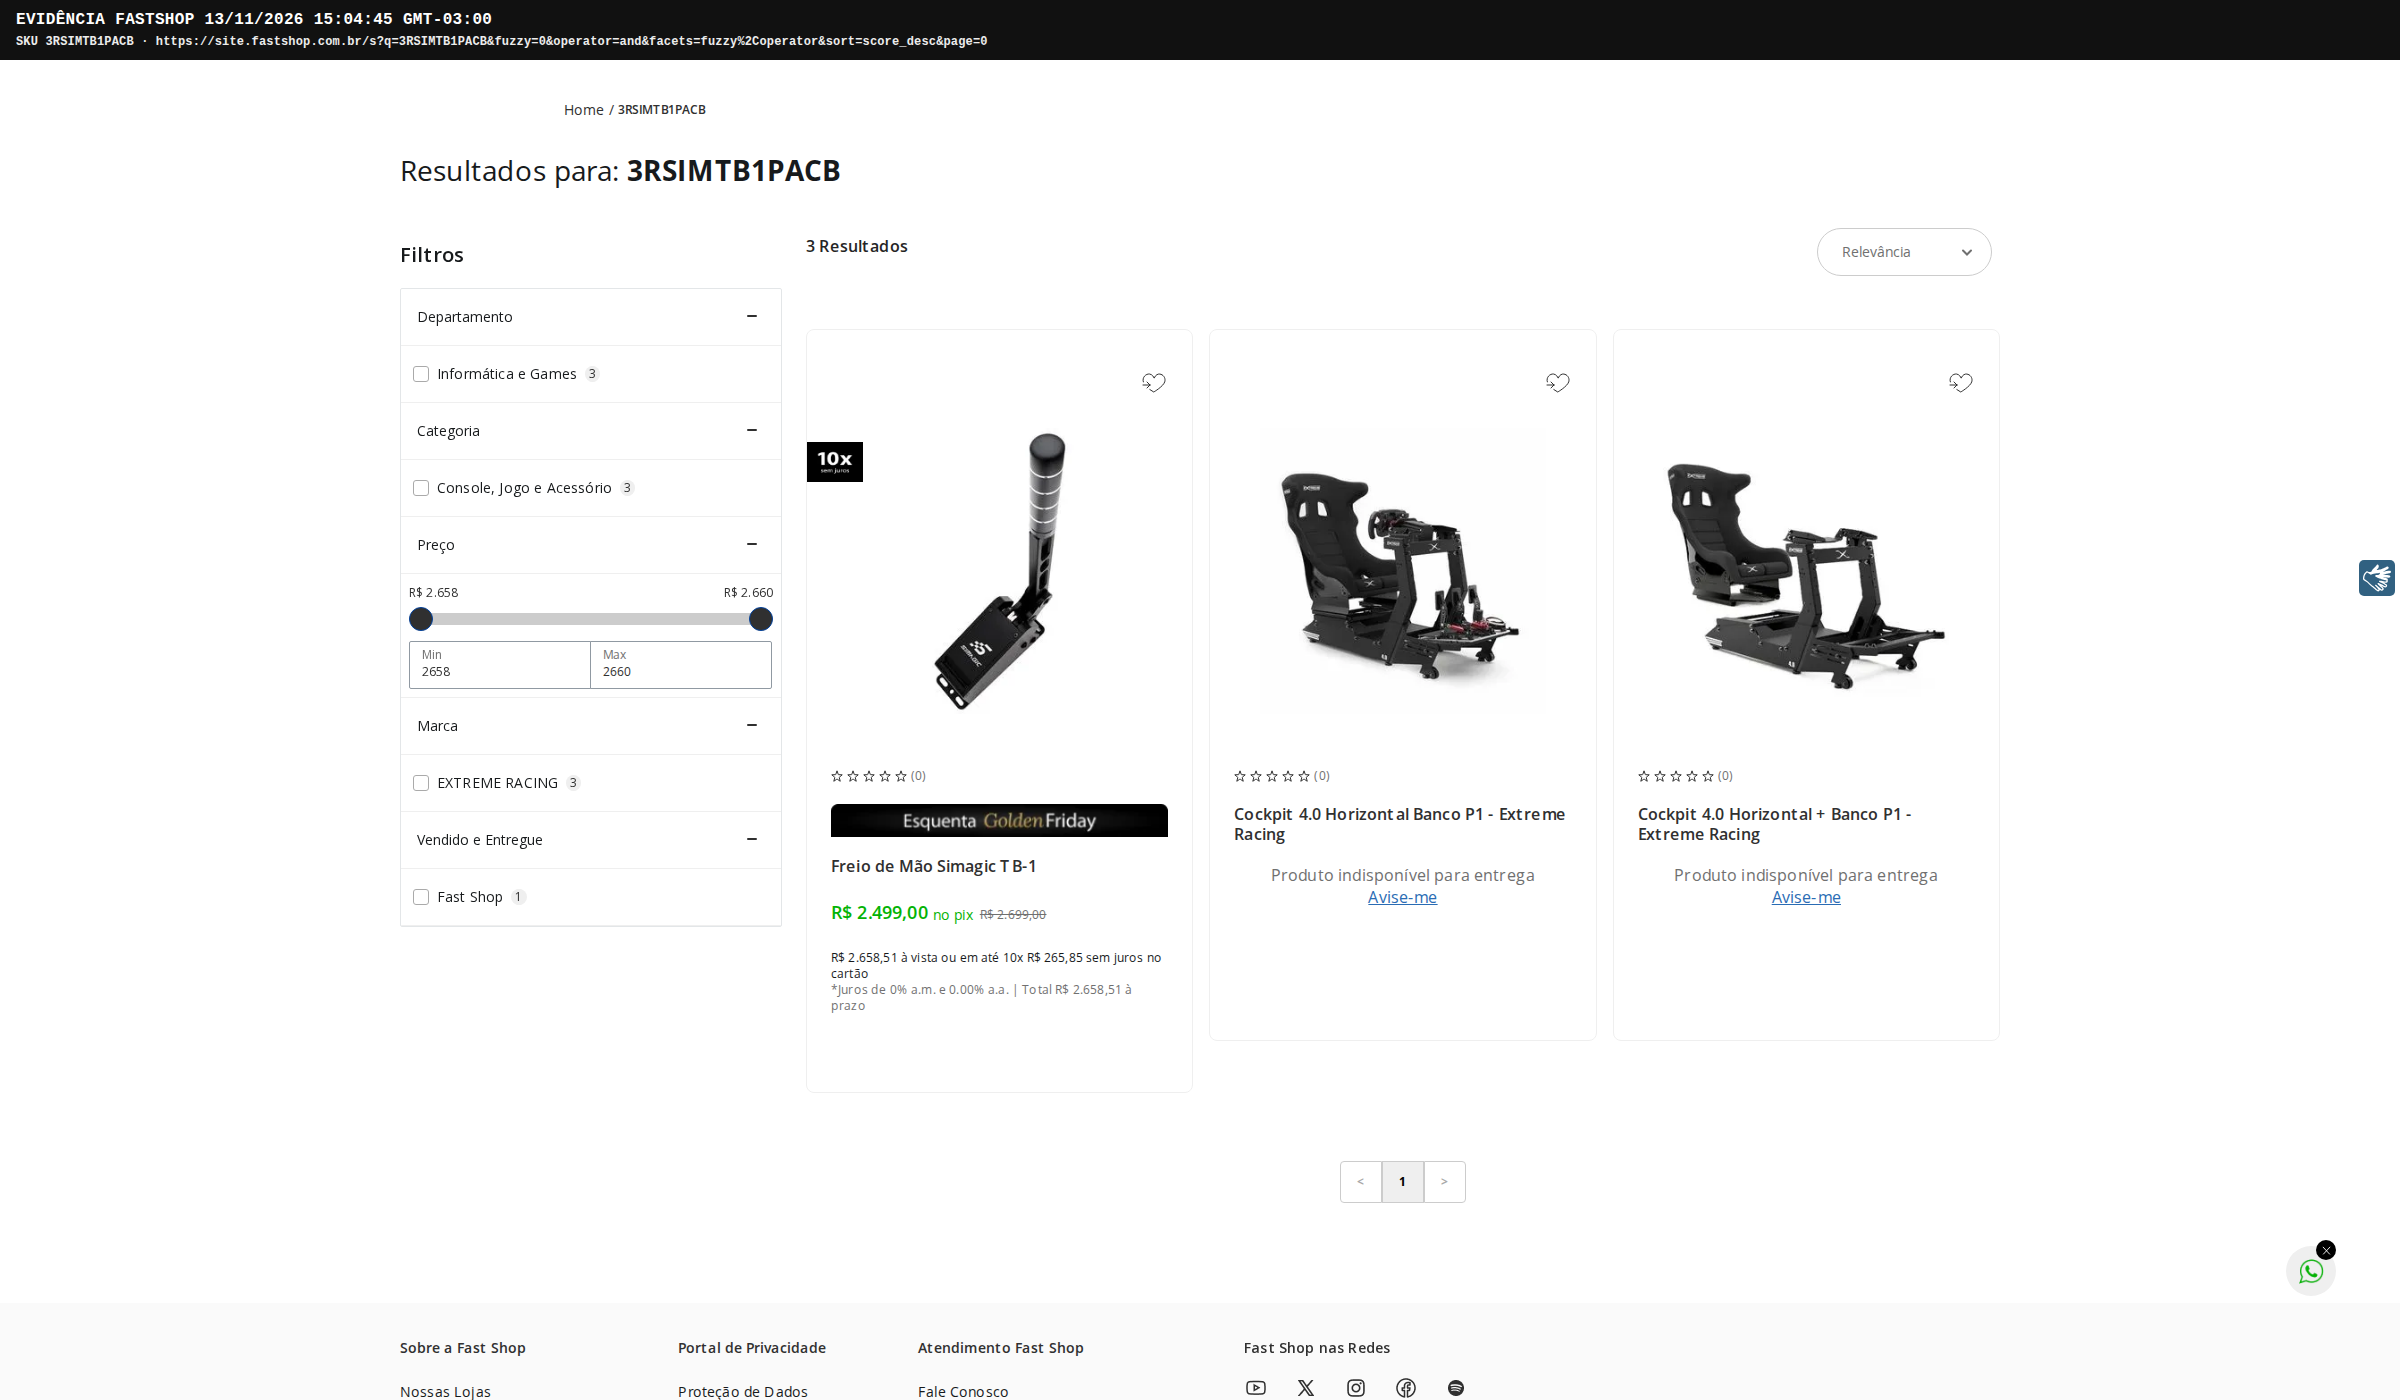 EVIDÊNCIA FASTSHOP 13/11/2026 15:04:45 GMT-03:00
SKU 3RSIMTB1PACB · https://site.fastshop.com.br/s?q=3RSIMTB1PACB&fuzzy=0&operator=and&facets=fuzzy%2Coperator&sort=score_desc&page=0
Home / 3RSIMTB1PACB
Resultados para: 3RSIMTB1PACB
Filtros
Departamento
Informática e Games 3
Categoria
Console, Jogo e Acessório 3
Preço
R$ 2.658 R$ 2.660
Min Max
2658 2660
Marca
EXTREME RACING 3
Vendido e Entregue
Fast Shop 1
3 Resultados
Relevância
10x
sem juros
SIMAGIC
(0)
Esquenta Golden Friday
Freio de Mão Simagic TB-1
R$ 2.499,00 no pix R$ 2.699,00
R$ 2.658,51 à vista ou em até 10x R$ 265,85 sem juros no
cartão
*Juros de 0% a.m. e 0.00% a.a. | Total R$ 2.658,51 à
prazo
(0)
Cockpit 4.0 Horizontal Banco P1 - Extreme
Racing
Produto indisponível para entrega
Avise-me
(0)
Cockpit 4.0 Horizontal + Banco P1 -
Extreme Racing
Produto indisponível para entrega
Avise-me
< 1 >
Sobre a Fast Shop
Nossas Lojas
Portal de Privacidade
Proteção de Dados
Atendimento Fast Shop
Fale Conosco
Fast Shop nas Redes